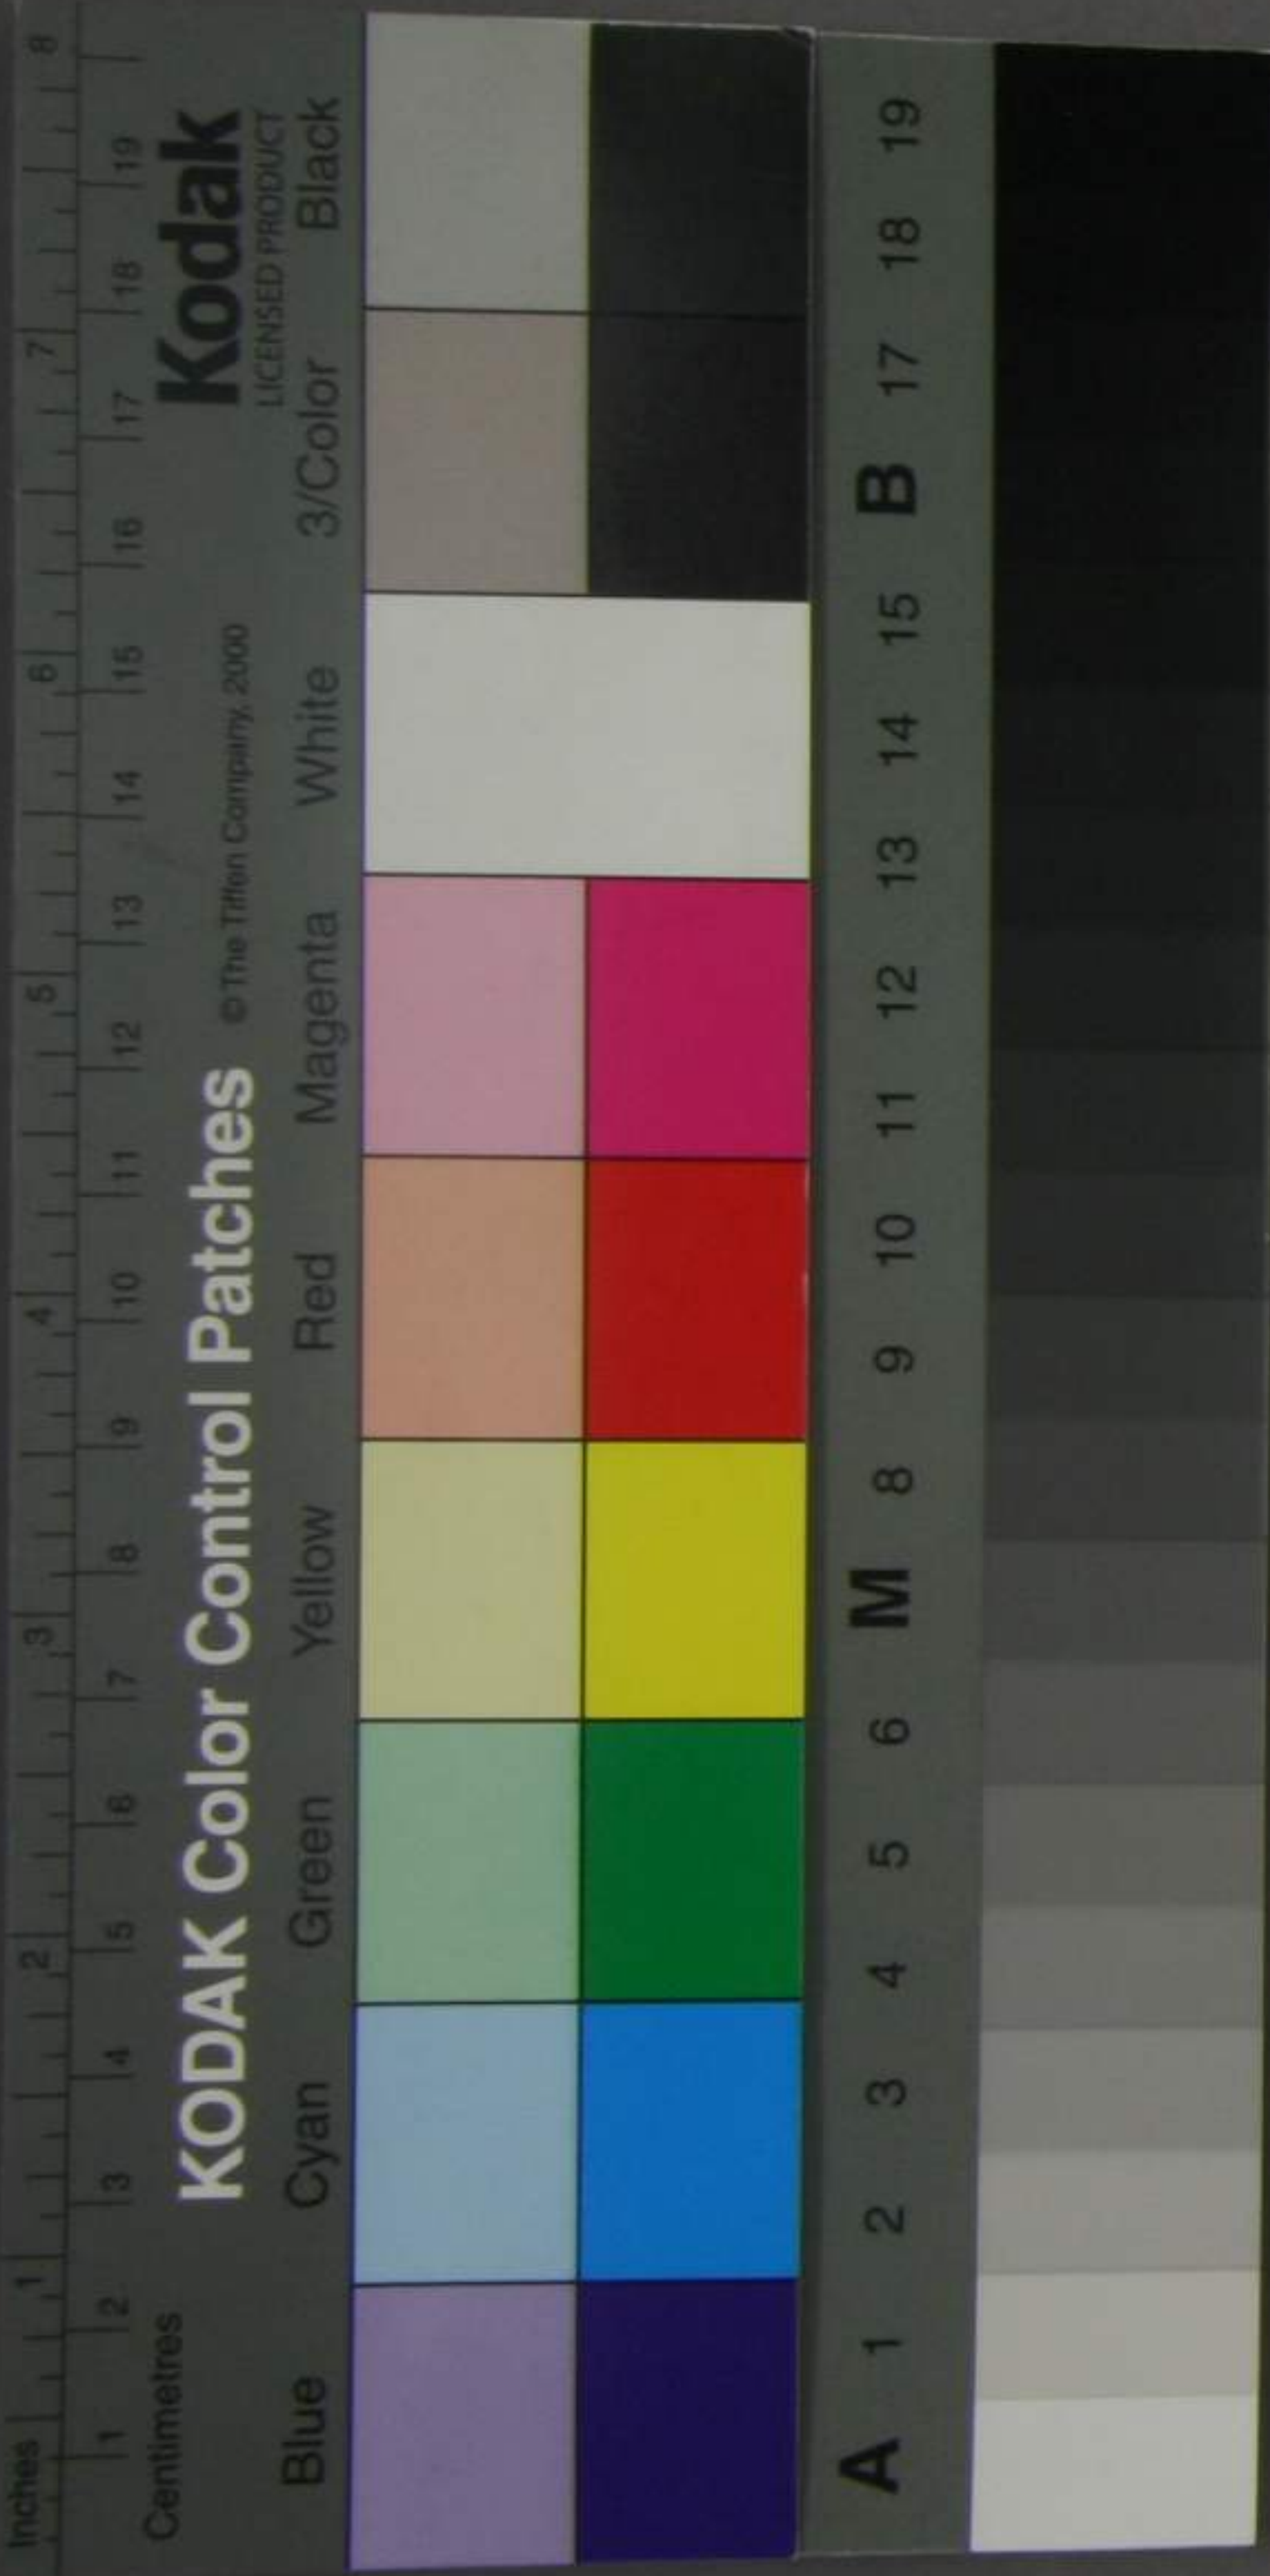 Inches 1 2 3 4 5 6 7 8
Centimetres 1 2 3 4 5 6 7 8 9 10 11 12 13 14 15 16 17 18 19
KODAK Color Control Patches © The Tiffen Company, 2000 Kodak
LICENSED PRODUCT
Blue Cyan Green Yellow Red Magenta White 3/Color Black
A 1 2 3 4 5 6 M 8 9 10 11 12 13 14 15 B 17 18 19